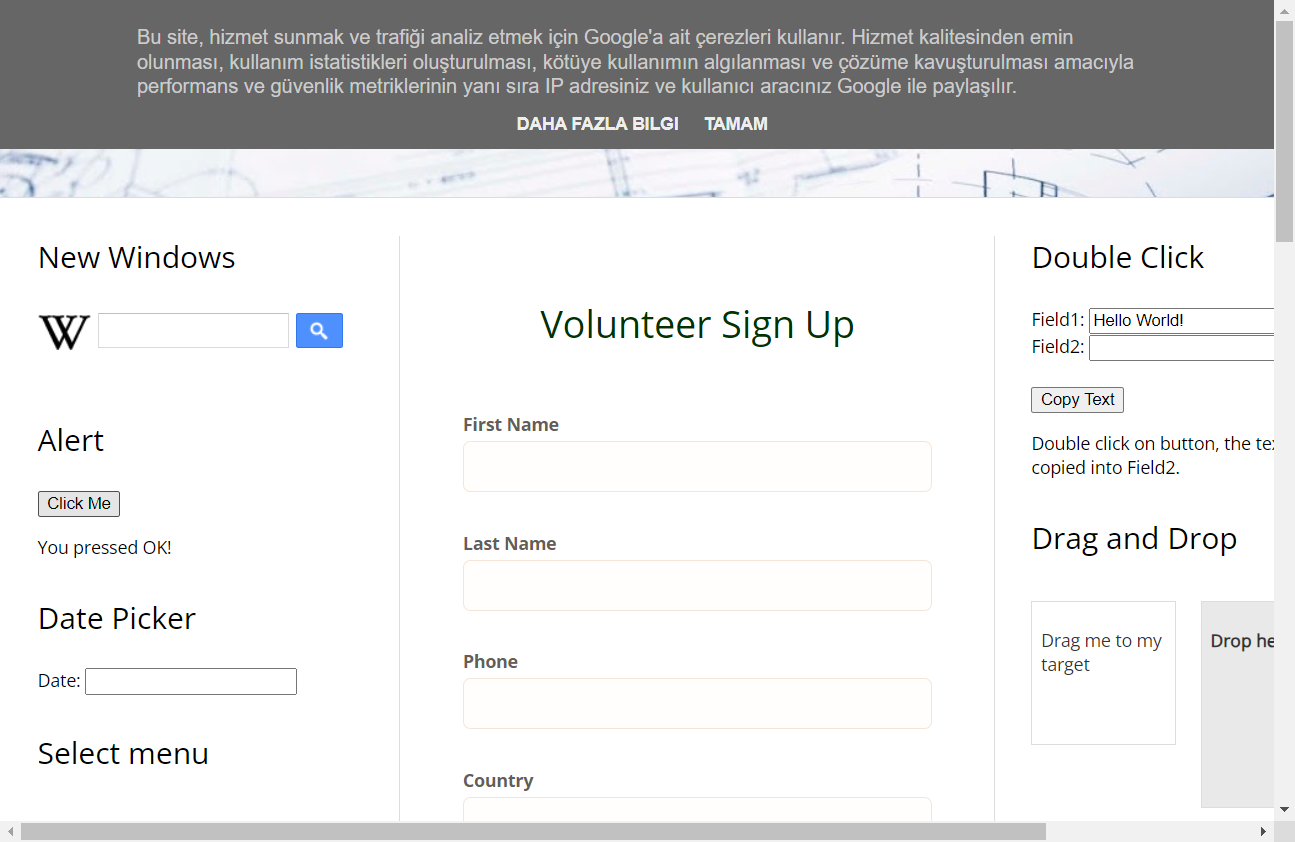 Bu site, hizmet sunmak ve trafiği analiz etmek için Google'a ait çerezleri kullanır. Hizmet kalitesinden emin
olunması, kullanım istatistikleri oluşturulması, kötüye kullanımın algılanması ve çözüme kavuşturulması amacıyla
performans ve güvenlik metriklerinin yanı sıra IP adresiniz ve kullanıcı aracınız Google ile paylaşılır.
DAHA FAZLA BILGI TAMAM
New Windows
W
Alert
Click Me
You pressed OK!
Date Picker
Date:
Select menu
Volunteer Sign Up
First Name
Last Name
Phone
Country
Double Click
Field1: Hello World!
Field2:
Copy Text
Double click on button, the
copied into Field2.
Drag and Drop
Drag me to my
target
Drop